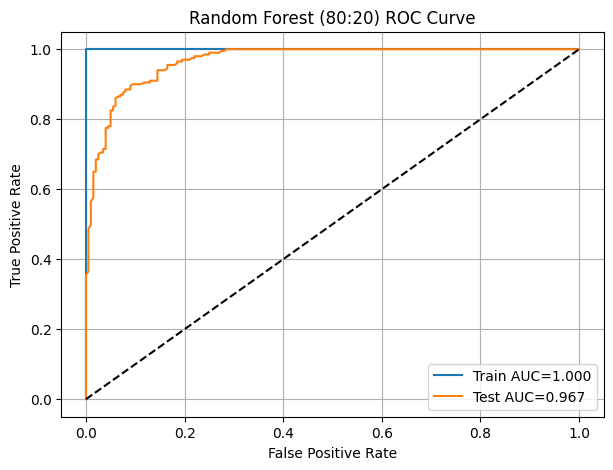 Random Forest (80:20) ROC Curve
True Positive Rate
1.0
0.8
0.6
0.4
0.2
0.0
0.0 0.2 0.4 0.6 0.8 1.0
False Positive Rate
Train AUC=1.000
Test AUC=0.967